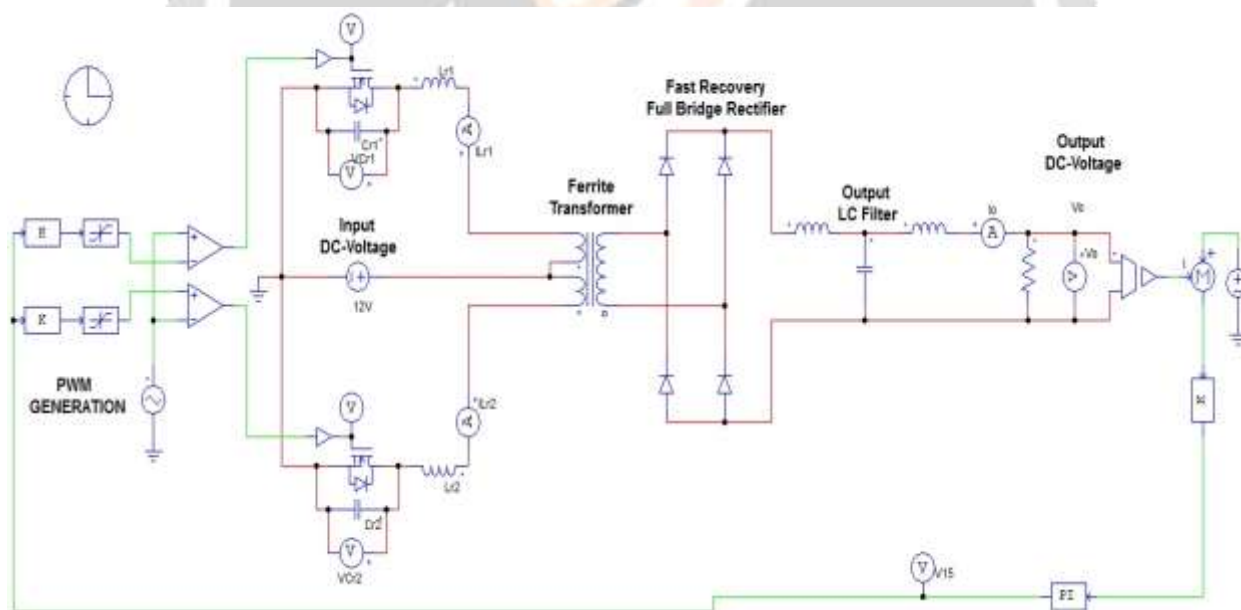 V
Lr1
Fast Recovery
Full Bridge Rectifier
Cr1
VCr1
V
A
ILr1
Output
DC-Voltage
Ferrite
Transformer
Output
LC Filter
Io
A
Vo
Input
DC-Voltage
12V
K
V
Vo
M
PWM
GENERATION
V
A
ILr2
Lr2
K
Cr2
V
VCr2
V
V15
PI